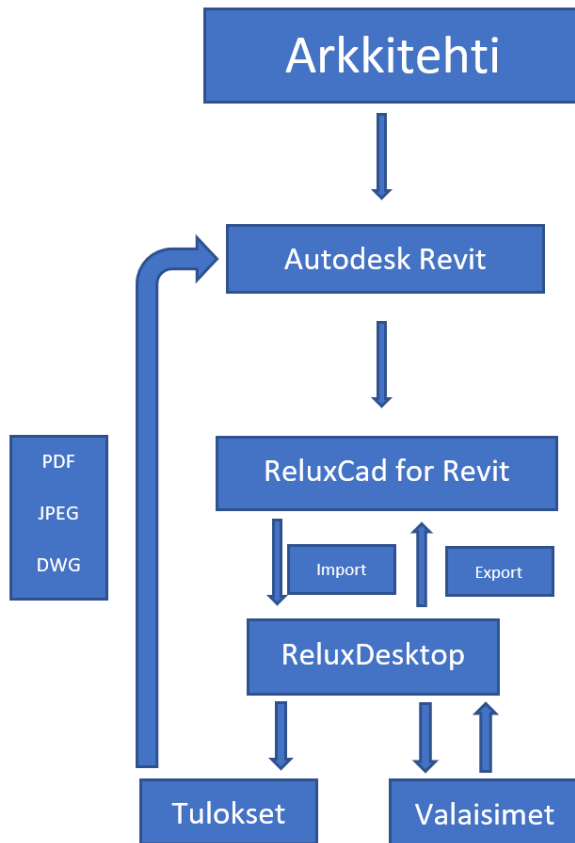 Arkkitehti
Autodesk Revit
ReluxCad for Revit
PDF
JPEG
DWG
Import
Export
ReluxDesktop
Tulokset
Valaisimet